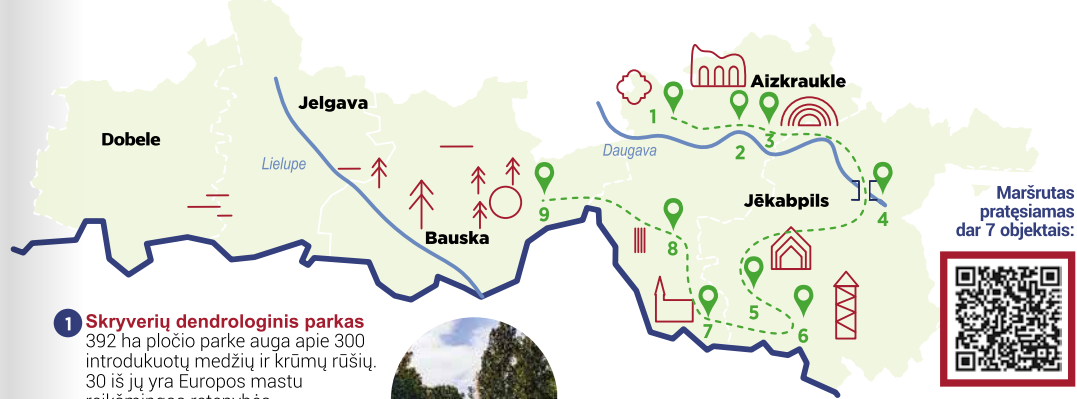 Dobele
Jelgava
Lielupe
Bauska
Aizkraukle
Daugava
Jēkabpils
1
2
3
4
5
6
7
8
9
Maršrutas
pratęsiamas
dar 7 objektais:
1 Skryverių dendrologinis parkas
392 ha pločio parke auga apie 300
introdukuotų medžių ir krūmų rūšių.
30 iš jų yra Europos mastu